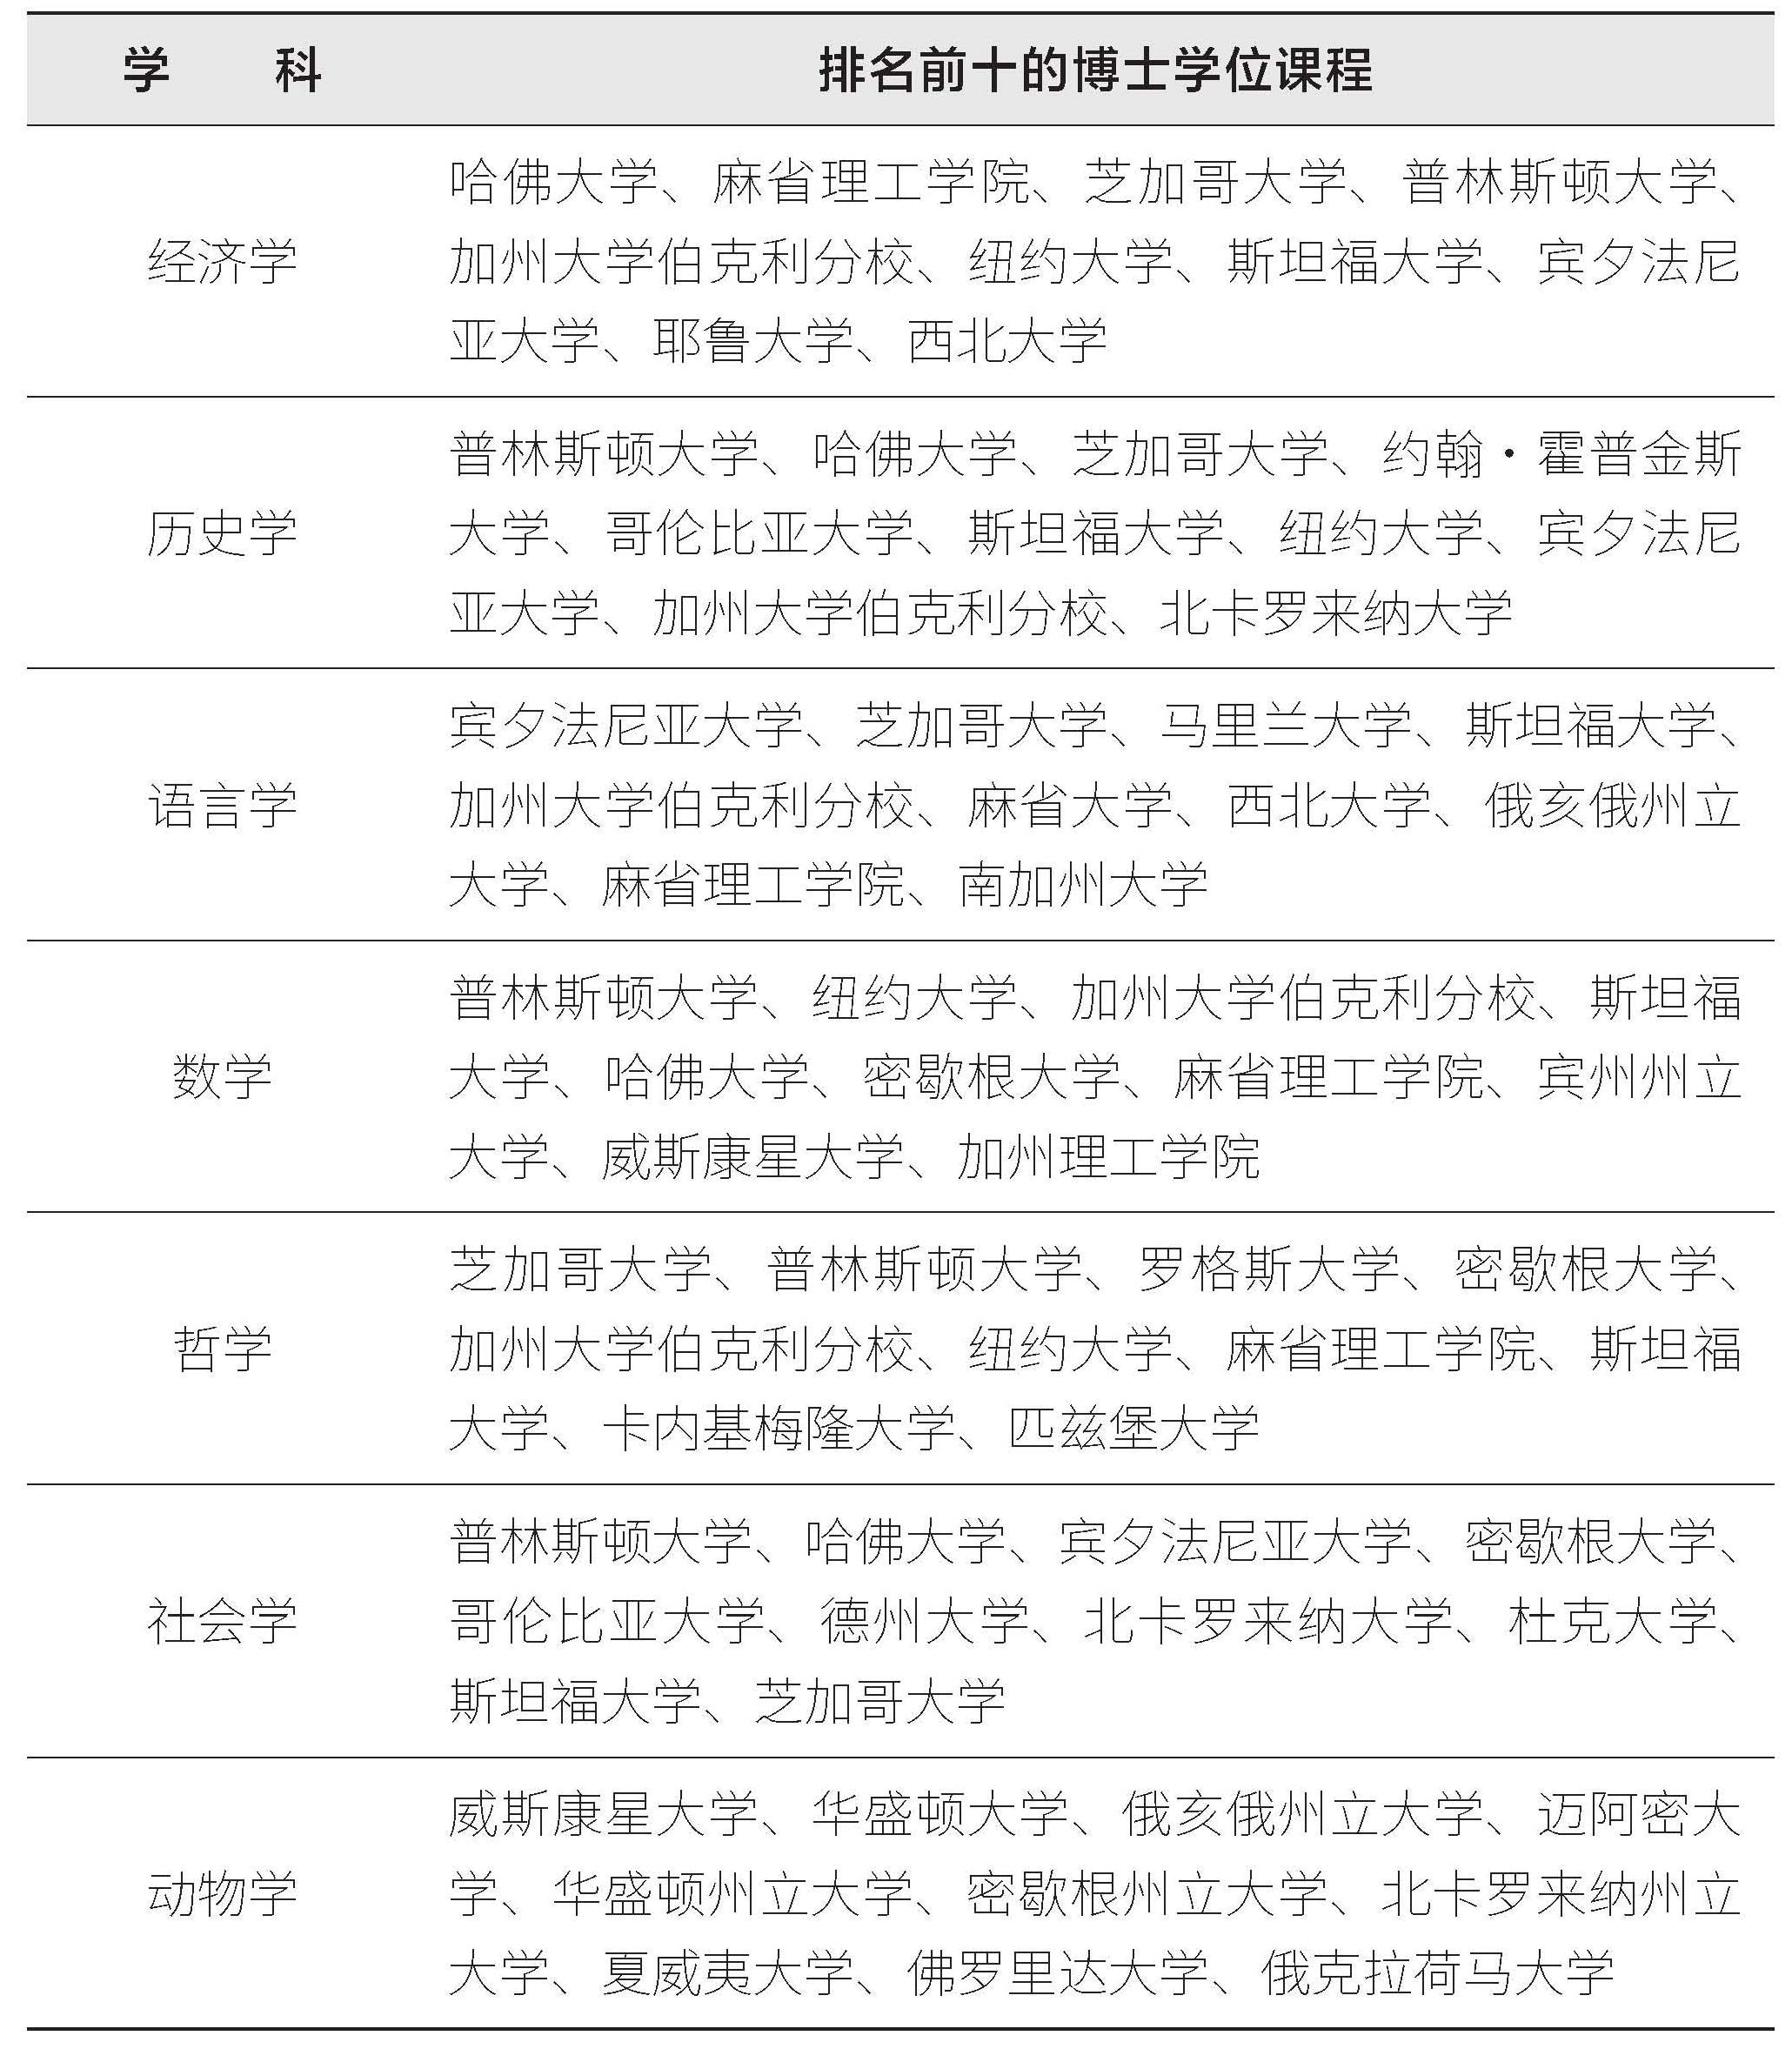 学 科 排名前十的博士学位课程
经济学
哈佛大学、麻省理工学院、芝加哥大学、普林斯顿大学、
加州大学伯克利分校、纽约大学、斯坦福大学、宾夕法尼
亚大学、耶鲁大学、西北大学
历史学
普林斯顿大学、哈佛大学、芝加哥大学、约翰·霍普金斯
大学、哥伦比亚大学、斯坦福大学、纽约大学、宾夕法尼
亚大学、加州大学伯克利分校、北卡罗来纳大学
语言学
宾夕法尼亚大学、芝加哥大学、马里兰大学、斯坦福大学、
加州大学伯克利分校、麻省大学、西北大学、俄亥俄州立
大学、麻省理工学院、南加州大学
数学
普林斯顿大学、纽约大学、加州大学伯克利分校、斯坦福
大学、哈佛大学、密歇根大学、麻省理工学院、宾州州立
大学、威斯康星大学、加州理工学院
哲学
芝加哥大学、普林斯顿大学、罗格斯大学、密歇根大学、
加州大学伯克利分校、纽约大学、麻省理工学院、斯坦福
大学、卡内基梅隆大学、匹兹堡大学
社会学
普林斯顿大学、哈佛大学、宾夕法尼亚大学、密歇根大学、
哥伦比亚大学、德州大学、北卡罗来纳大学、杜克大学、
斯坦福大学、芝加哥大学
动物学
威斯康星大学、华盛顿大学、俄亥俄州立大学、迈阿密大
学、华盛顿州立大学、密歇根州立大学、北卡罗来纳州立
大学、夏威夷大学、佛罗里达大学、俄克拉荷马大学